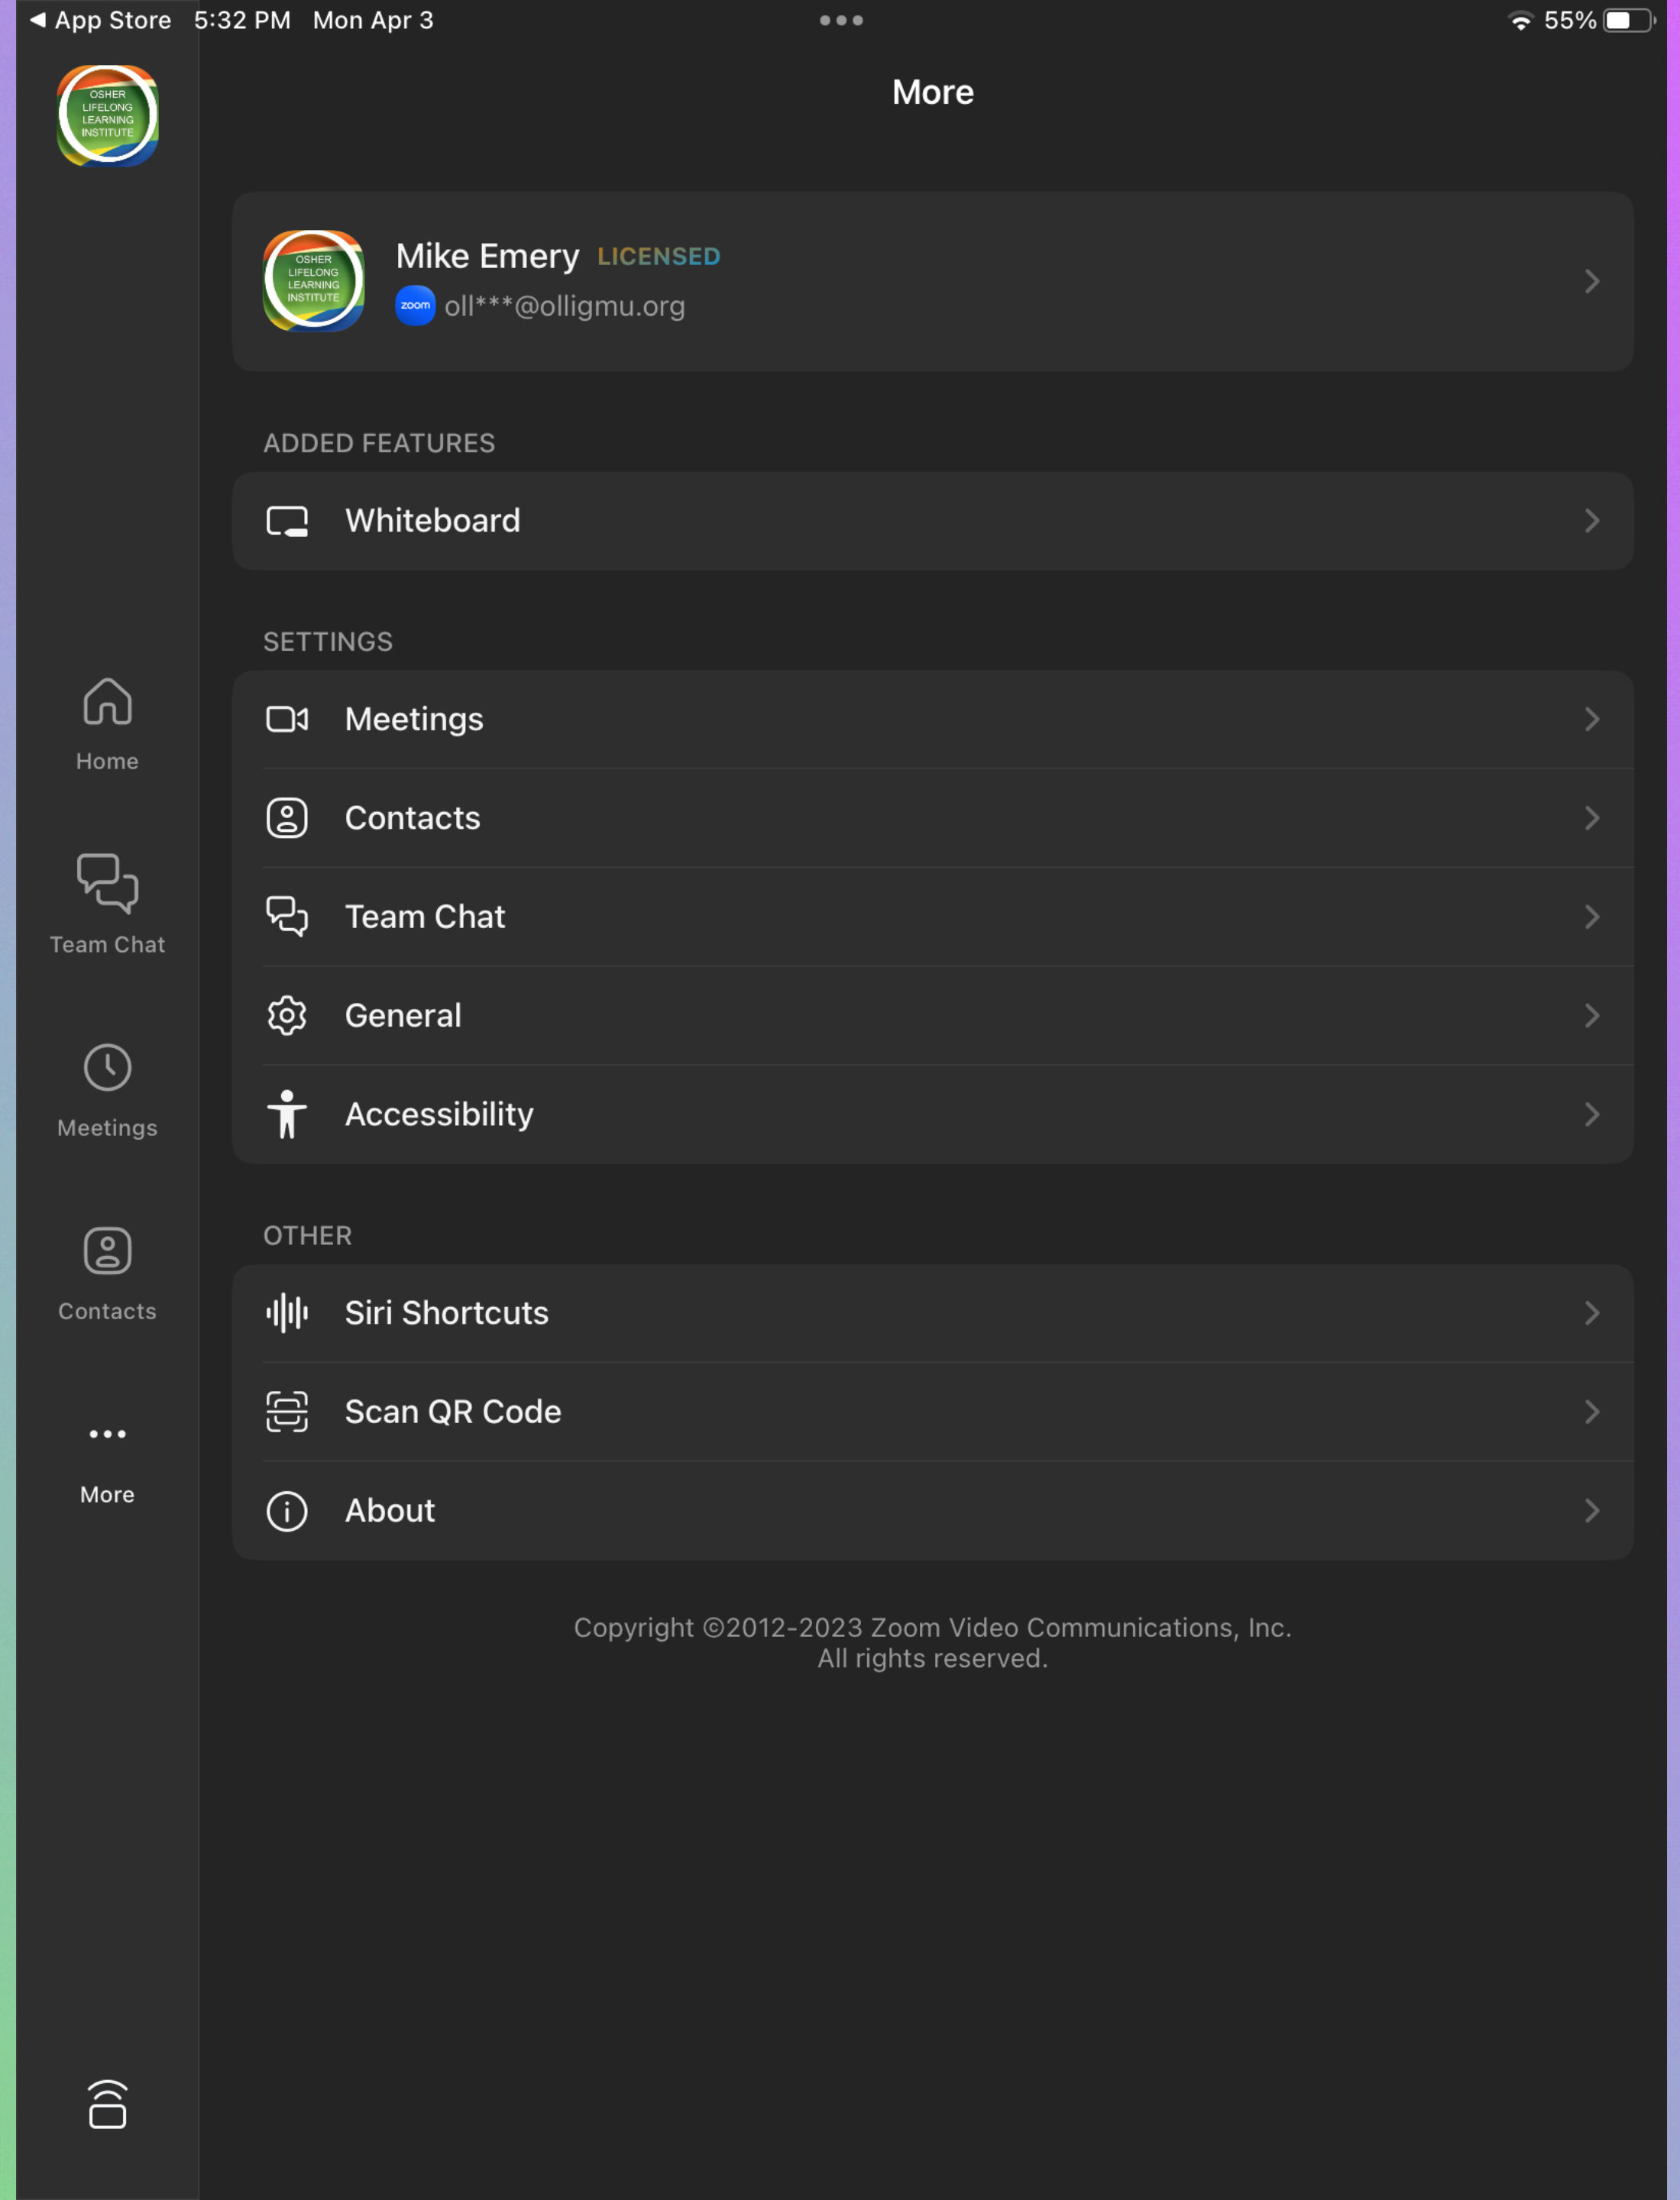 ◀ App Store 5:32 PM Mon Apr 3
55%
OSHER
LIFELONG
LEARNING
INSTITUTE
More
OSHER
LIFELONG
LEARNING
INSTITUTE
Mike Emery LICENSED
zoom oll***@olligmu.org
ADDED FEATURES
Whiteboard
SETTINGS
Meetings
Contacts
Team Chat
General
Accessibility
OTHER
Siri Shortcuts
Scan QR Code
About
Copyright ©2012-2023 Zoom Video Communications, Inc.
All rights reserved.
Home
Team Chat
Meetings
Contacts
More